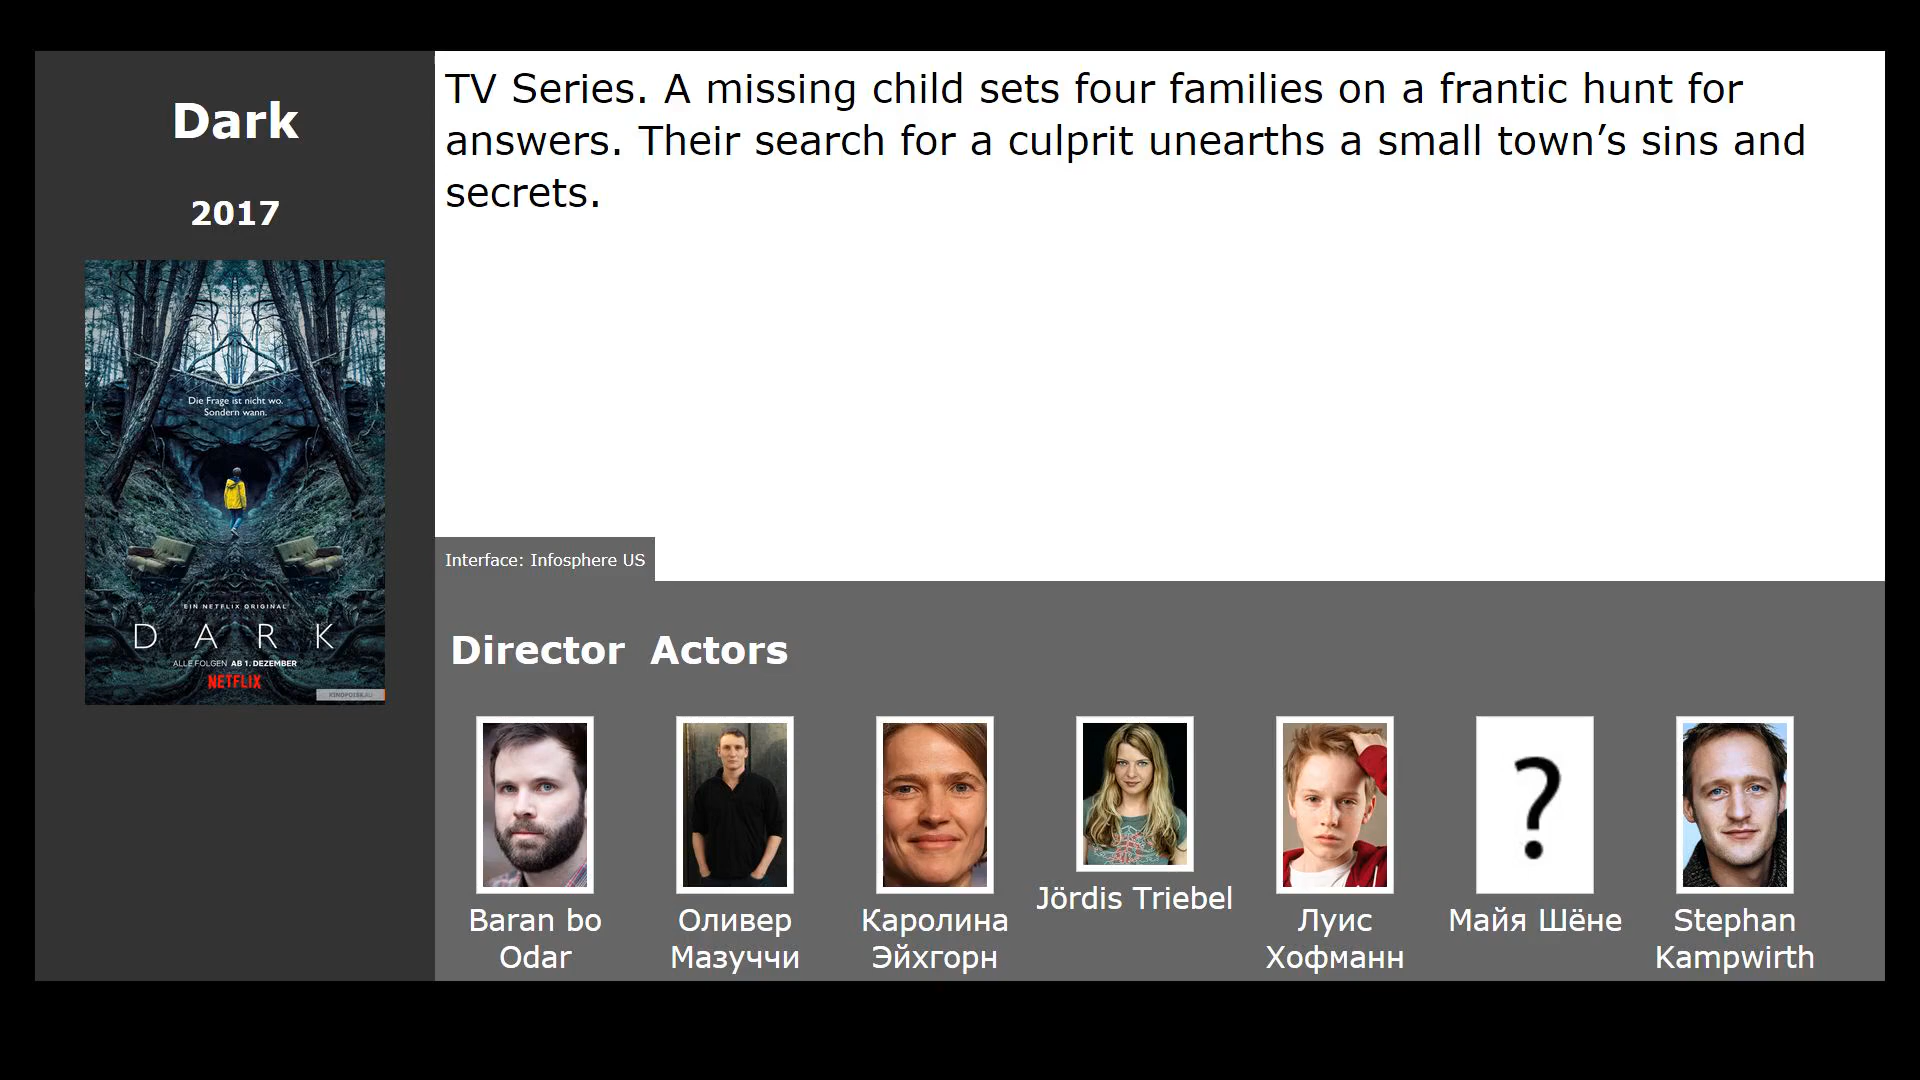 Dark
2017
Die Frage ist nicht wo.
Sondern wann.
EIN NETFLIX ORIGINAL
DARK
ALLE FOLGEN AB 1. DEZEMBER
NETFLIX
KINOPOISK.RU
TV Series. A missing child sets four families on a frantic hunt for
answers. Their search for a culprit unearths a small town’s sins and
secrets.
Interface: Infosphere US
Director Actors
?
Baran bo
Odar
Оливер
Мазуччи
Каролина
Эйхгорн
Jördis Triebel
Луис
Хофманн
Майя Шёне
Stephan
Kampwirth